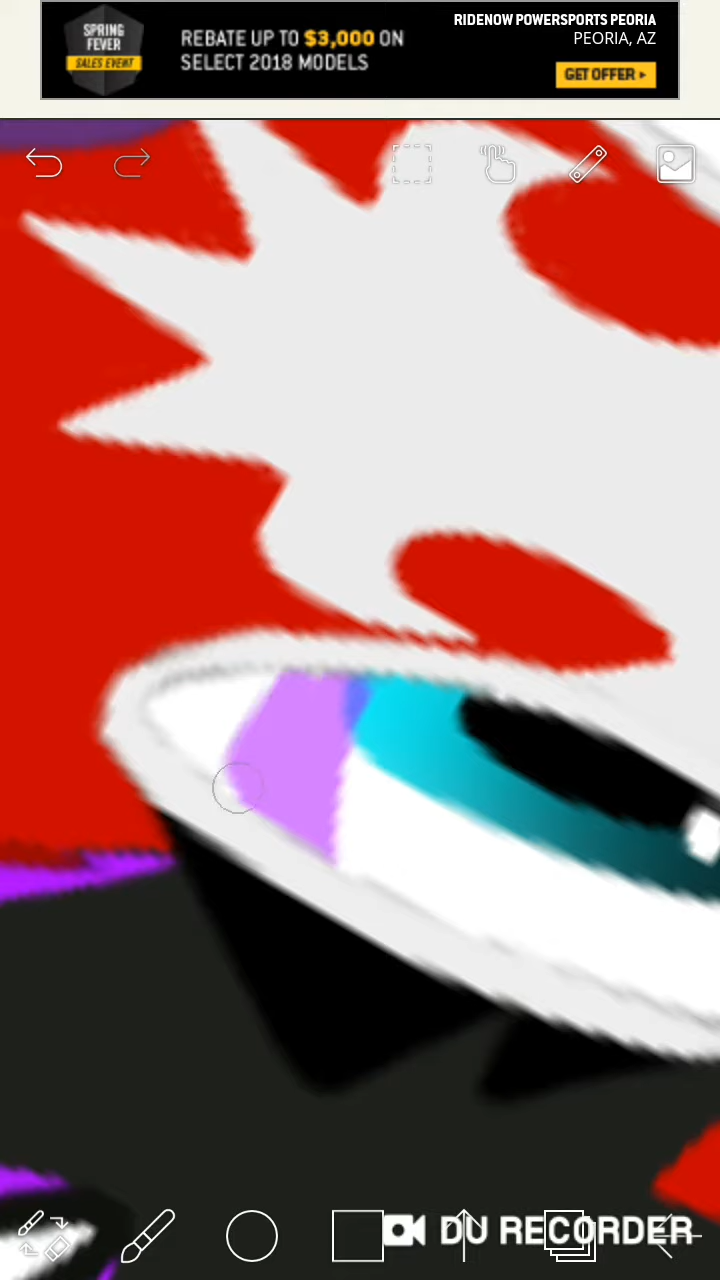 SPRING
FEVER
SALES EVENT
REBATE UP TO $3,000 ON
SELECT 2018 MODELS
RIDENOW POWERSPORTS PEORIA
PEORIA, AZ
GET OFFER
DU RECORDER